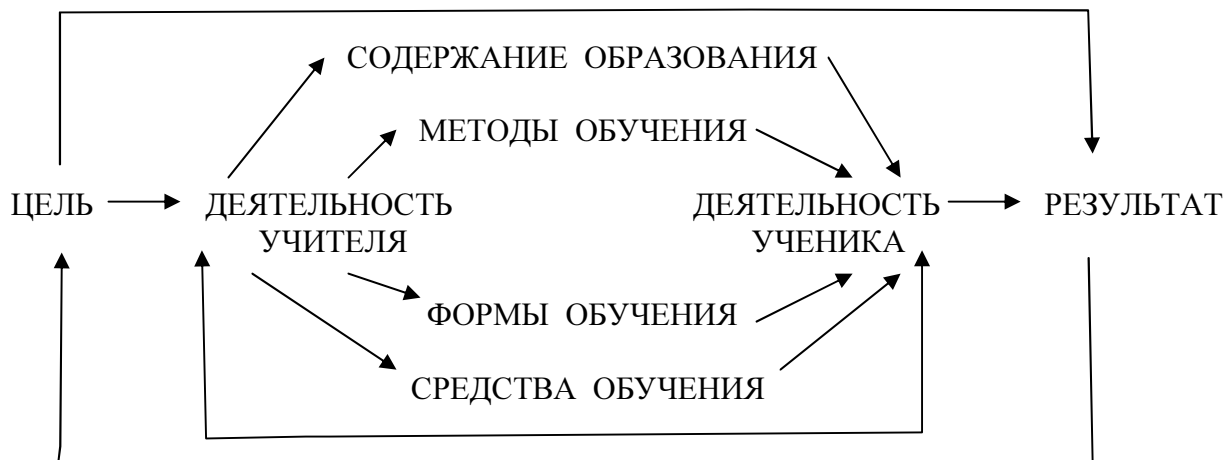 СОДЕРЖАНИЕ ОБРАЗОВАНИЯ
МЕТОДЫ ОБУЧЕНИЯ
ЦЕЛЬ
ДЕЯТЕЛЬНОСТЬ
УЧИТЕЛЯ
ДЕЯТЕЛЬНОСТЬ
УЧЕНИКА
РЕЗУЛЬТАТ
ФОРМЫ ОБУЧЕНИЯ
СРЕДСТВА ОБУЧЕНИЯ